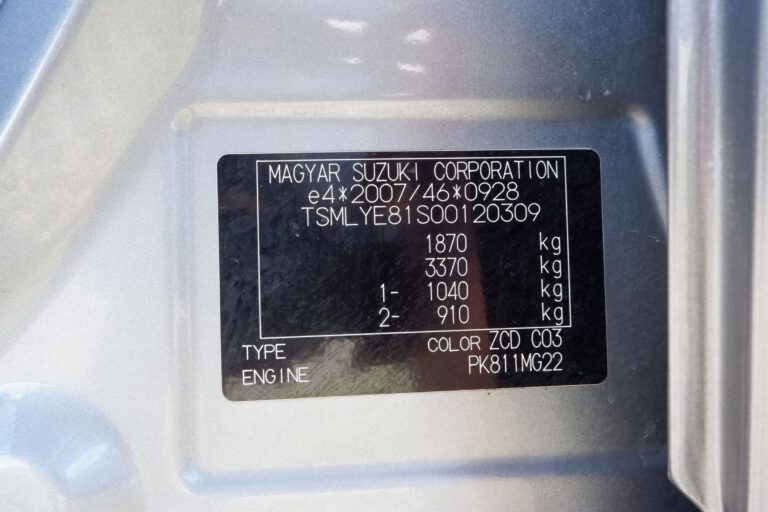 MAGYAR SUZUKI CORPORATION
e4*2007/46*0928
TSMLYE81S00120309
1870 kg
3370 kg
1- 1040 kg
2- 910 kg
TYPE COLOR ZCD C03
ENGINE PK811MG22